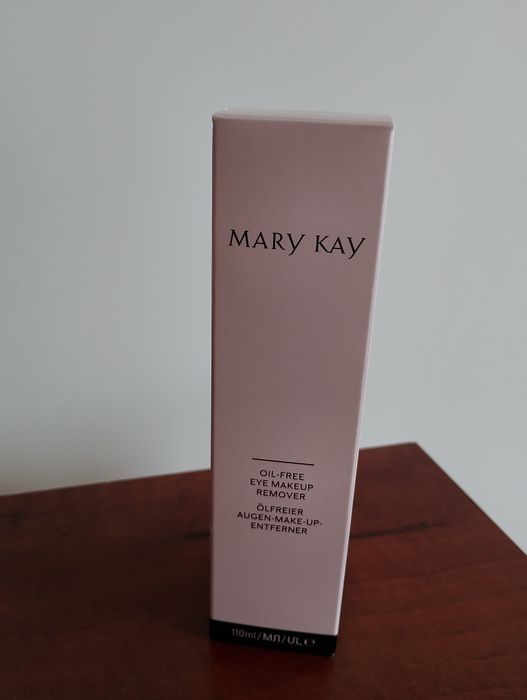 MARY KAY
OIL-FREE
EYE MAKEUP
REMOVER
ÖLFREIER
AUGEN-MAKE-UP-
ENTFERNER
110ml/МЛ/UL ℮